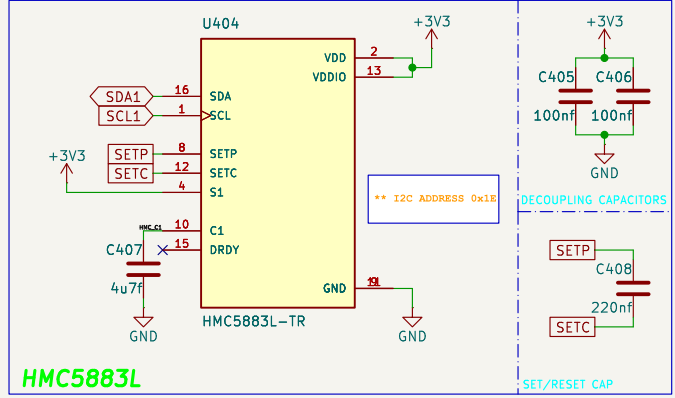 U404
+3V3
+3V3
2
VDD
13
VDDIO
C405
C406
SDA1
16
SDA
SCL1
1
SCL
100nf
100nf
SETP
8
SETP
+3V3
SETC
12
SETC
GND
4
S1
** I2C ADDRESS 0x1E
DECOUPLING CAPACITORS
HMC_C1
10
C1
C407
15
DRDY
SETP
C408
4u7f
GND
220nf
HMC5883L-TR
SETC
GND
GND
HMC5883L
SET/RESET CAP